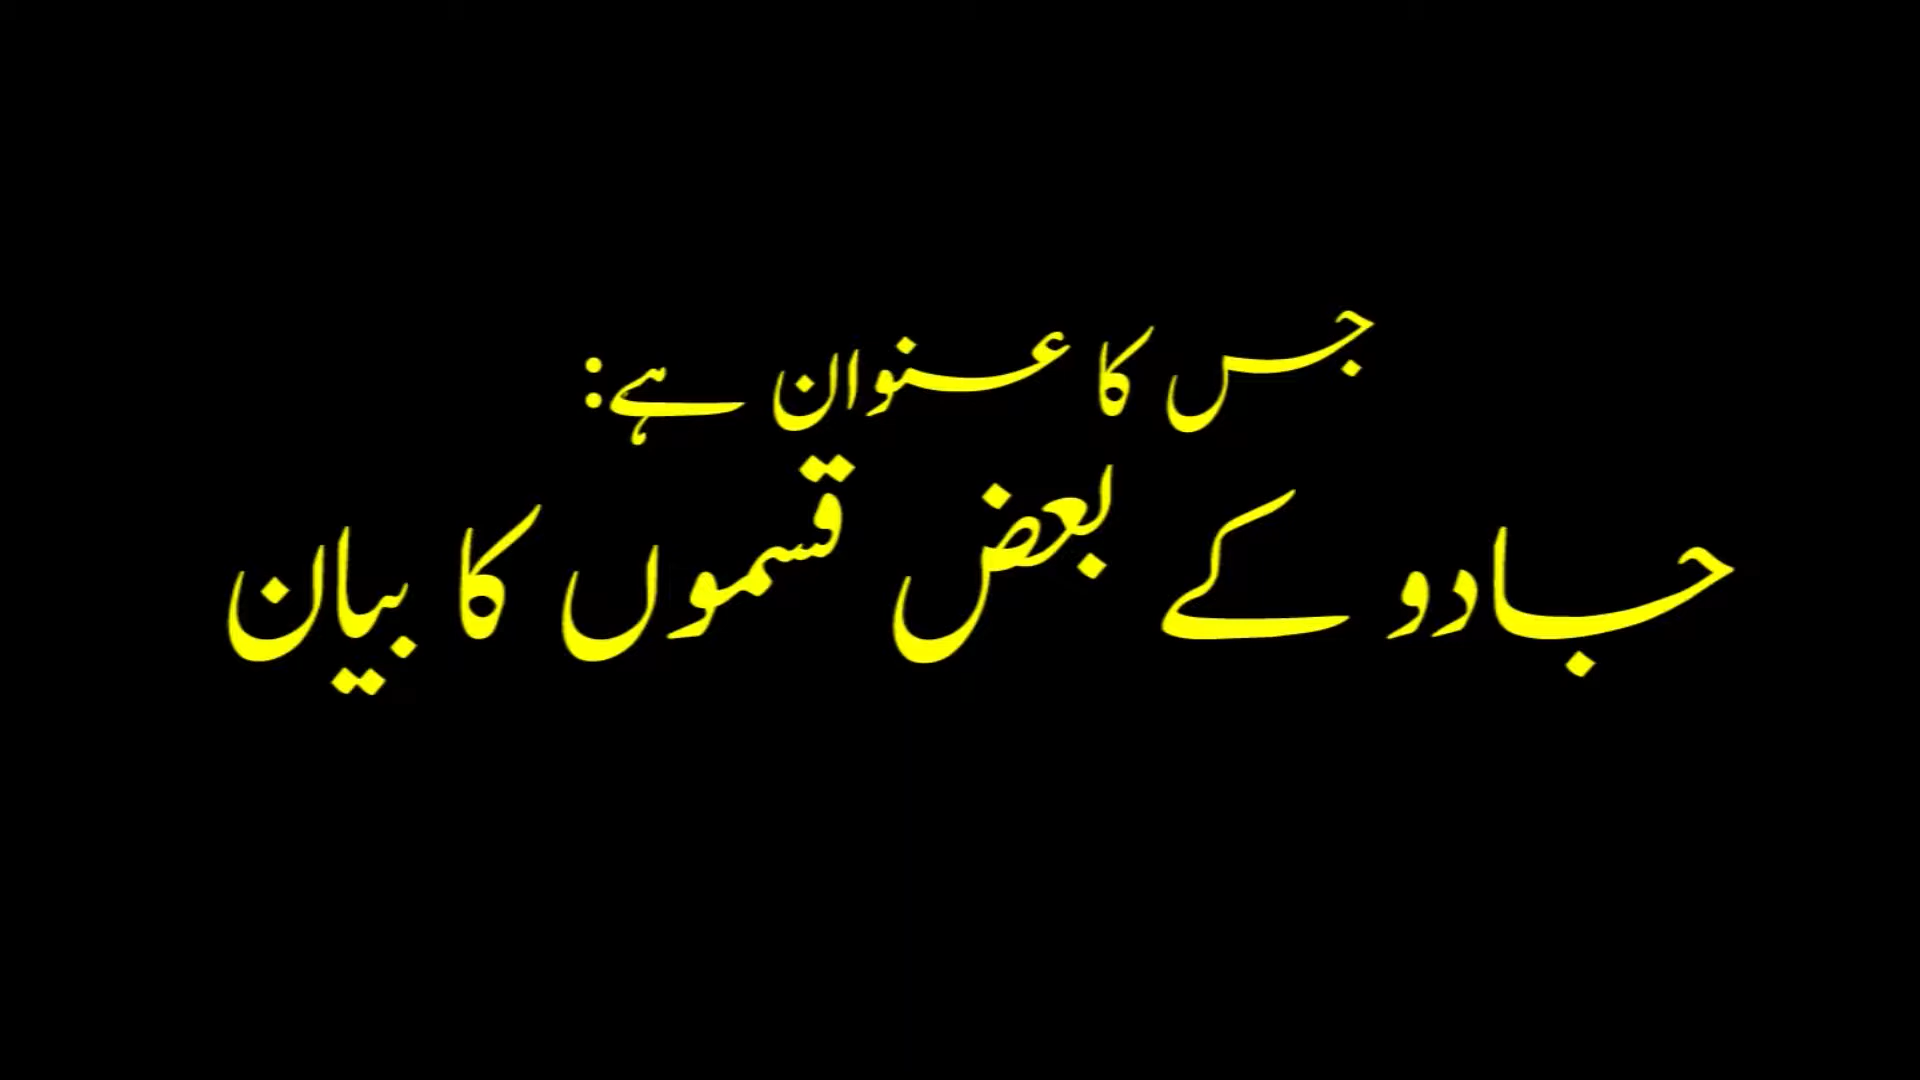 جس کا عنوان ہے:
جادو کے بعض قسموں کا بیان